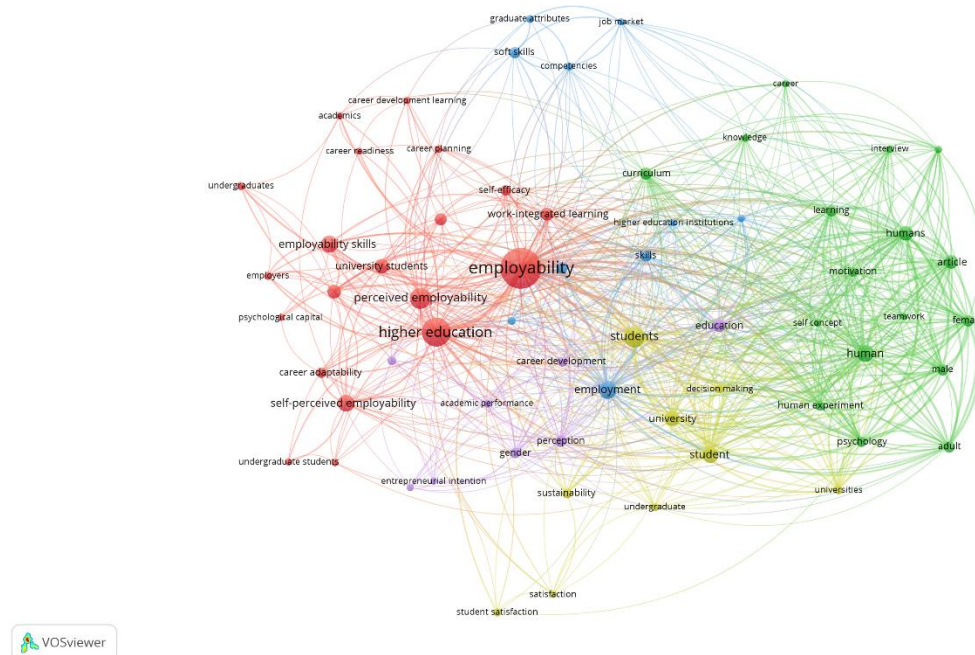 graduate attributes
job market
soft skills
competencies
career
career development learning
academics
knowledge
career readiness
career planning
interview
curriculum
undergraduates
self-efficacy
work-integrated learning
learning
higher education institutions
humans
employability skills
skills
university students
employability
article
employers
motivation
perceived employability
psychological capital
self concept
teamwork
education
higher education
students
human
career development
male
career adaptability
employment
decision making
self-perceived employability
academic performance
human experiment
university
perception
psychology
gender
student
adult
undergraduate students
entrepreneurial intention
sustainability
universities
undergraduate
satisfaction
student satisfaction
VOSviewer